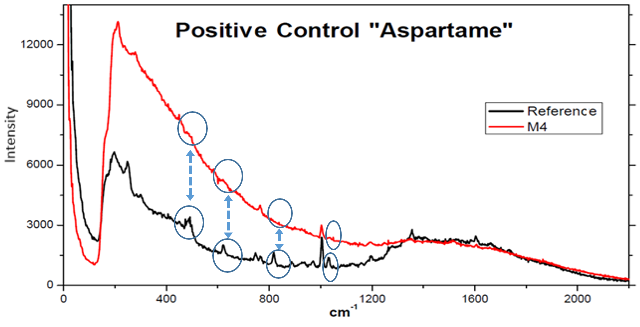 Positive Control "Aspartame"
Intensity
12000
9000
6000
3000
0
Reference
M4
0 400 800 1200 1600 2000
cm-1